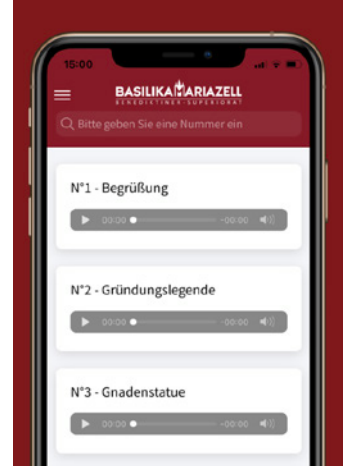 15:00
BASILIKA MARIAZELL
BENEDIKTINER-SUPERIORAT
Bitte geben Sie eine Nummer ein
N°1 - Begrüßung
00:00 -00:00
N°2 - Gründungslegende
00:00 -00:00
N°3 - Gnadenstatue
00:00 -00:00